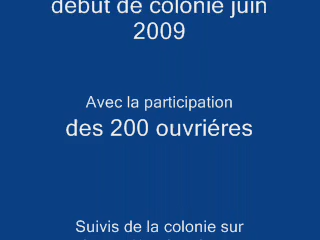 début de colonie juin
2009
Avec la participation
des 200 ouvriéres
Suivis de la colonie sur